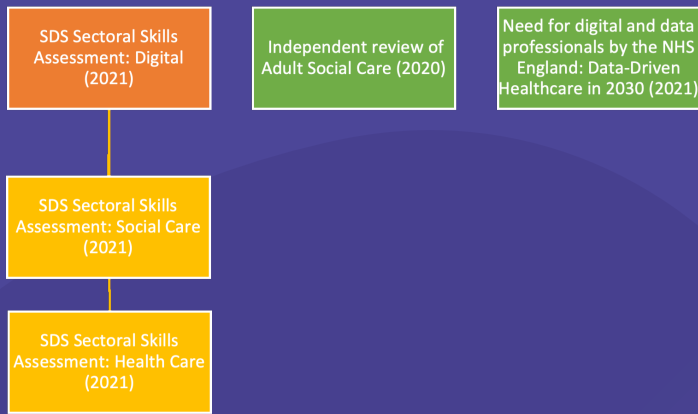 SDS Sectoral Skills
Assessment: Digital
(2021)
Independent review of
Adult Social Care (2020)
Need for digital and data
professionals by the NHS
England: Data-Driven
Healthcare in 2030 (2021)
SDS Sectoral Skills
Assessment: Social Care
(2021)
SDS Sectoral Skills
Assessment: Health Care
(2021)